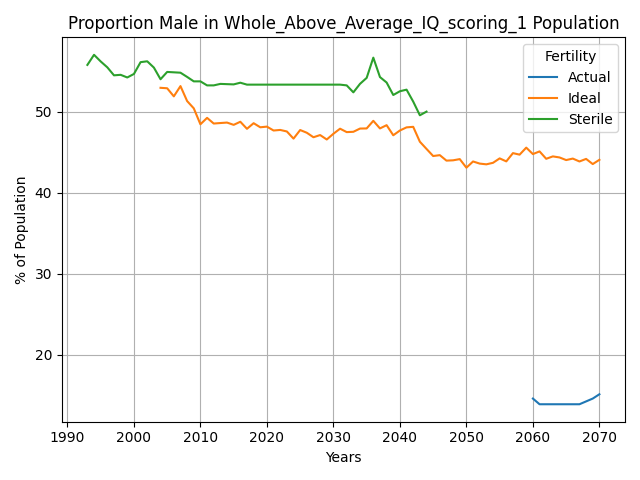 Proportion Male in Whole_Above_Average_IQ_scoring_1 Population
Fertility
Actual
Ideal
Sterile
% of Population
50
40
30
20
1990 2000 2010 2020 2030 2040 2050 2060 2070
Years